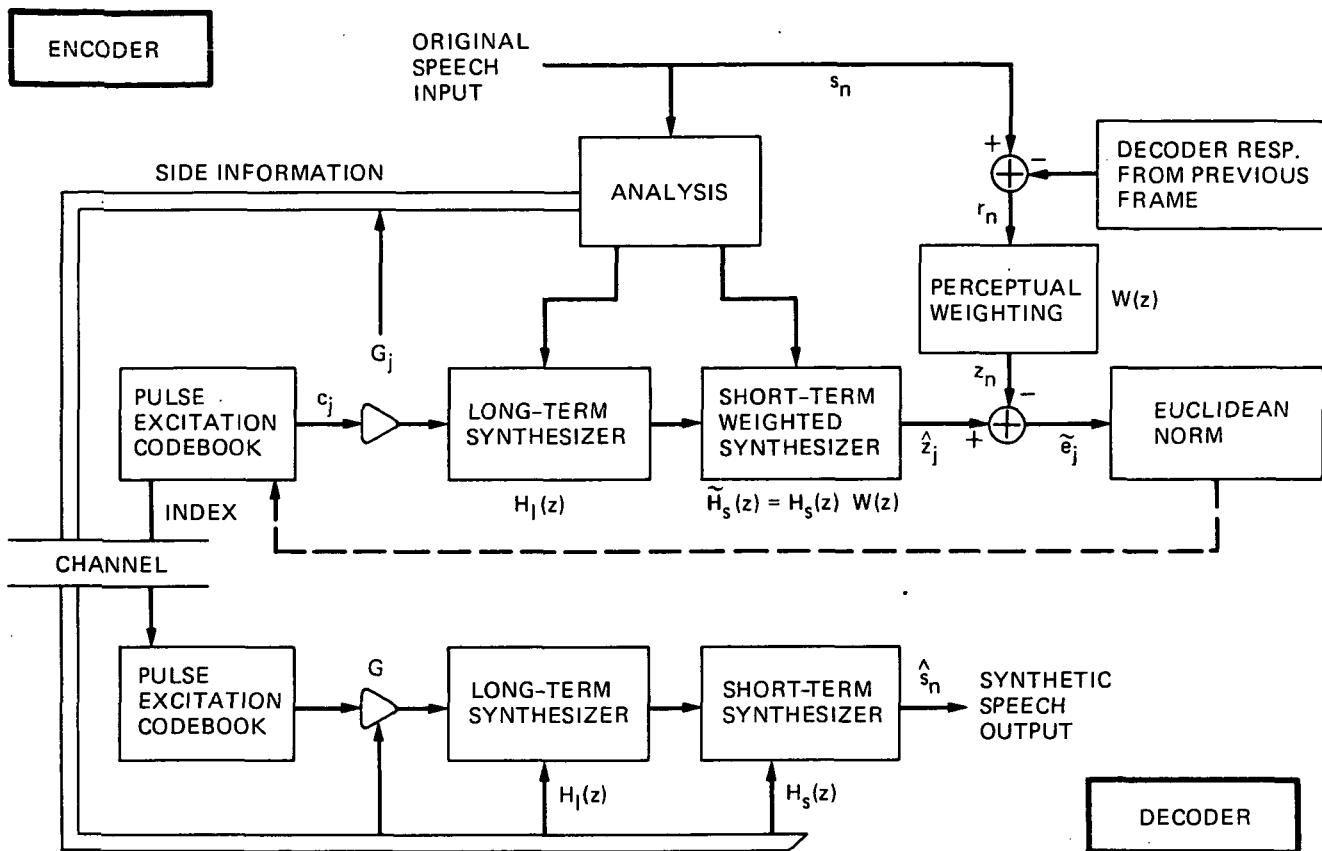 ENCODER
ORIGINAL
SPEECH
INPUT
s_n
SIDE INFORMATION
ANALYSIS
+
−
DECODER RESP.
FROM PREVIOUS
FRAME
r_n
PERCEPTUAL
WEIGHTING
W(z)
G_j
z_n
−
PULSE
EXCITATION
CODEBOOK
c_j
LONG-TERM
SYNTHESIZER
SHORT-TERM
WEIGHTED
SYNTHESIZER
ẑ_j
+
ẽ_j
EUCLIDEAN
NORM
INDEX
H_l(z)
H̃_s(z) = H_s(z) W(z)
CHANNEL
PULSE
EXCITATION
CODEBOOK
G
LONG-TERM
SYNTHESIZER
SHORT-TERM
SYNTHESIZER
ŝ_n
SYNTHETIC
SPEECH
OUTPUT
H_l(z)
H_s(z)
DECODER